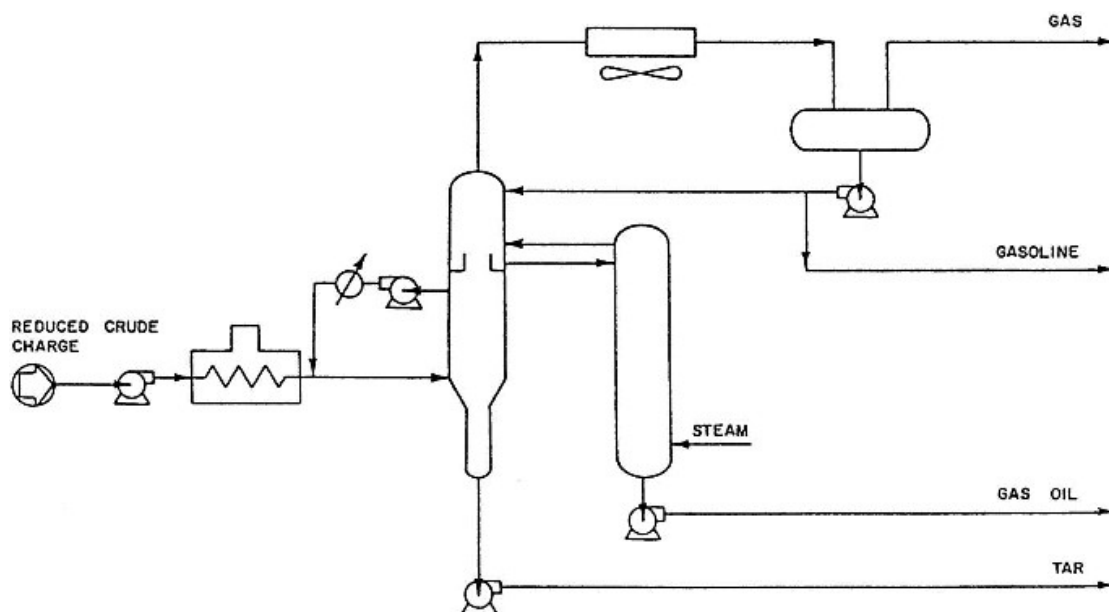 GAS
GASOLINE
REDUCED CRUDE
CHARGE
STEAM
GAS OIL
TAR